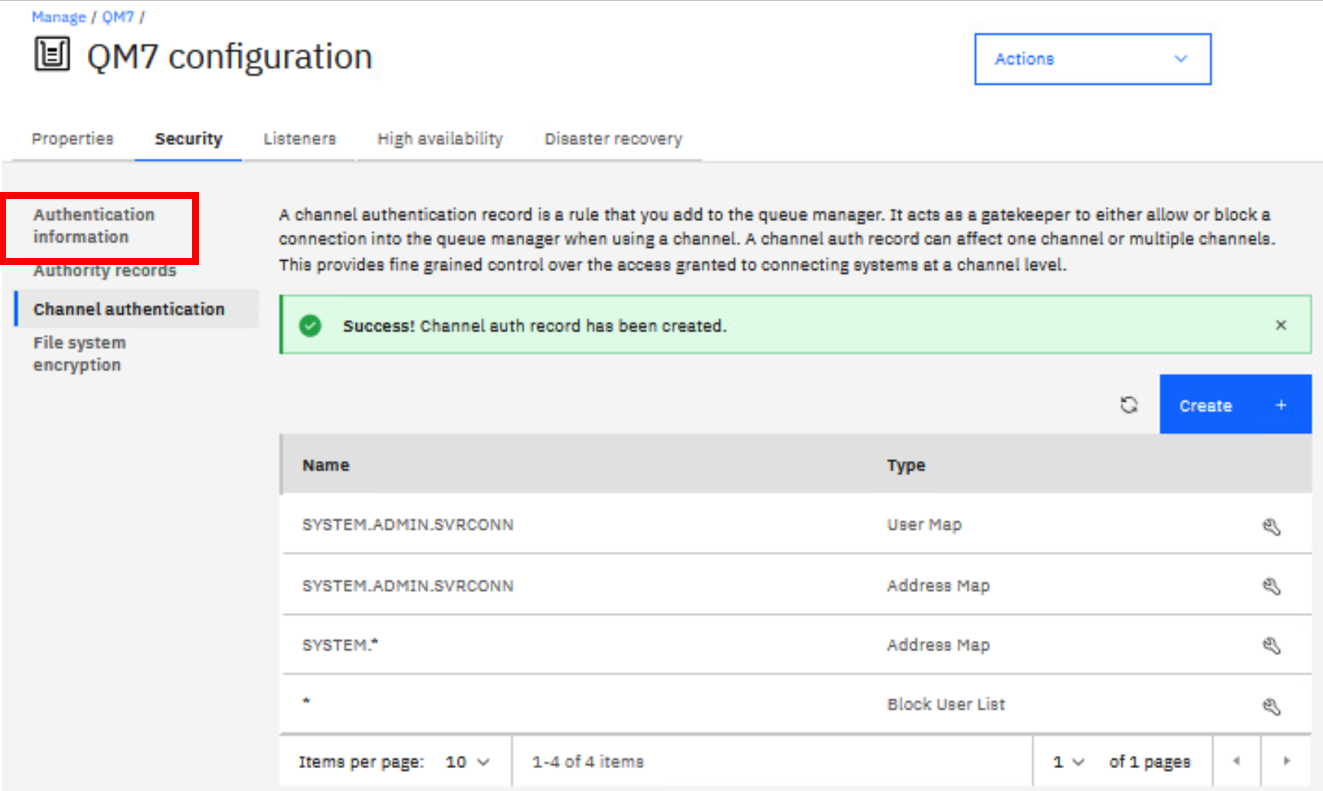 Manage / QM7 /
QM7 configuration
Actions
Properties Security Listeners High availability Disaster recovery
Authentication
information
Authority records
Channel authentication
File system
encryption
A channel authentication record is a rule that you add to the queue manager. It acts as a gatekeeper to either allow or block a
connection into the queue manager when using a channel. A channel auth record can affect one channel or multiple channels.
This provides fine grained control over the access granted to connecting systems at a channel level.
Success! Channel auth record has been created.
Create +
Name Type
SYSTEM.ADMIN.SVRCONN User Map
SYSTEM.ADMIN.SVRCONN Address Map
SYSTEM.* Address Map
* Block User List
Items per page: 10 1-4 of 4 items 1 of 1 pages